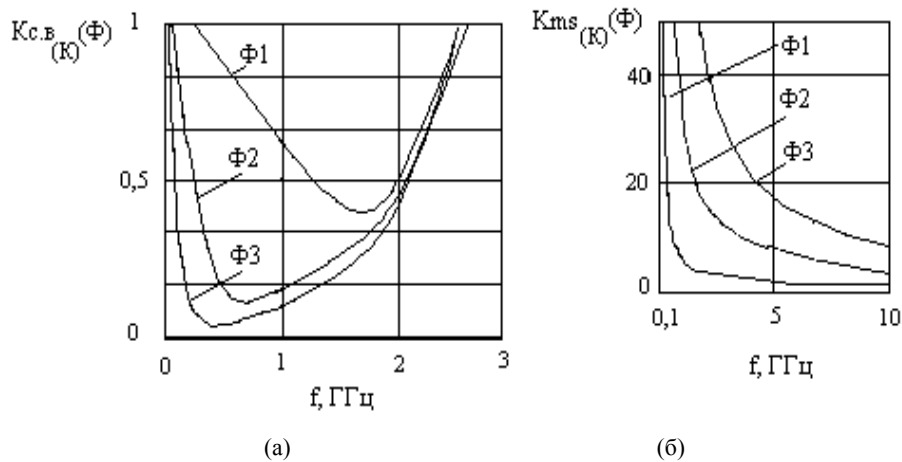 Кс.в(К)(Ф)
1
0,5
0
Ф1
Ф2
Ф3
0 1 2 3
f, ГГц
(а)
Kms(К)(Ф)
40
20
0
Ф1
Ф2
Ф3
0,1 5 10
f, ГГц
(б)